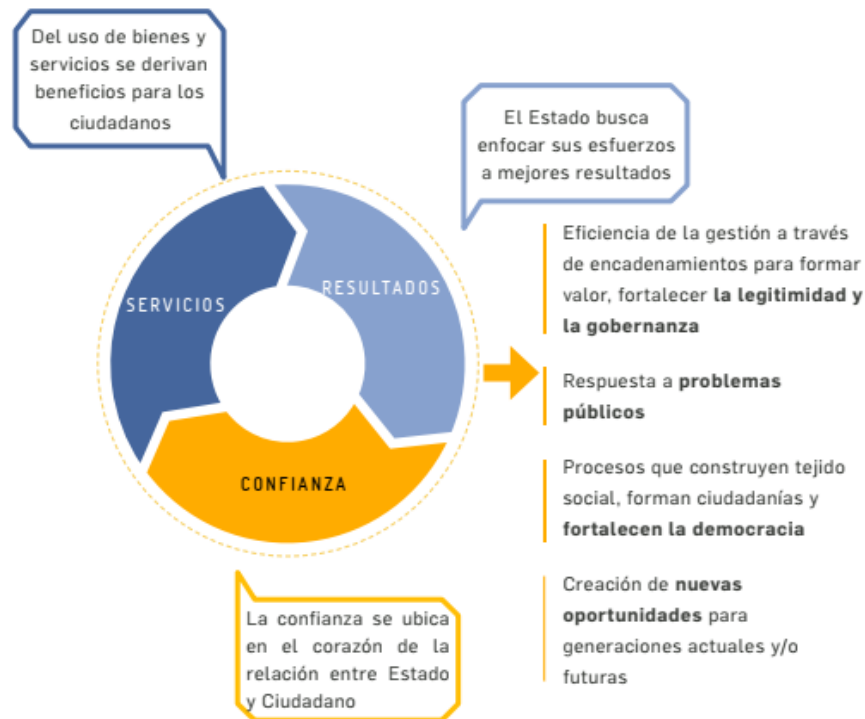 Del uso de bienes y
servicios se derivan
beneficios para los
ciudadanos
El Estado busca
enfocar sus esfuerzos
a mejores resultados
SERVICIOS
RESULTADOS
CONFIANZA
Eficiencia de la gestión a través
de encadenamientos para formar
valor, fortalecer la legitimidad y
la gobernanza
Respuesta a problemas
públicos
Procesos que construyen tejido
social, forman ciudadanías y
fortalecen la democracia
Creación de nuevas
oportunidades para
generaciones actuales y/o
futuras
La confianza se ubica
en el corazón de la
relación entre Estado
y Ciudadano